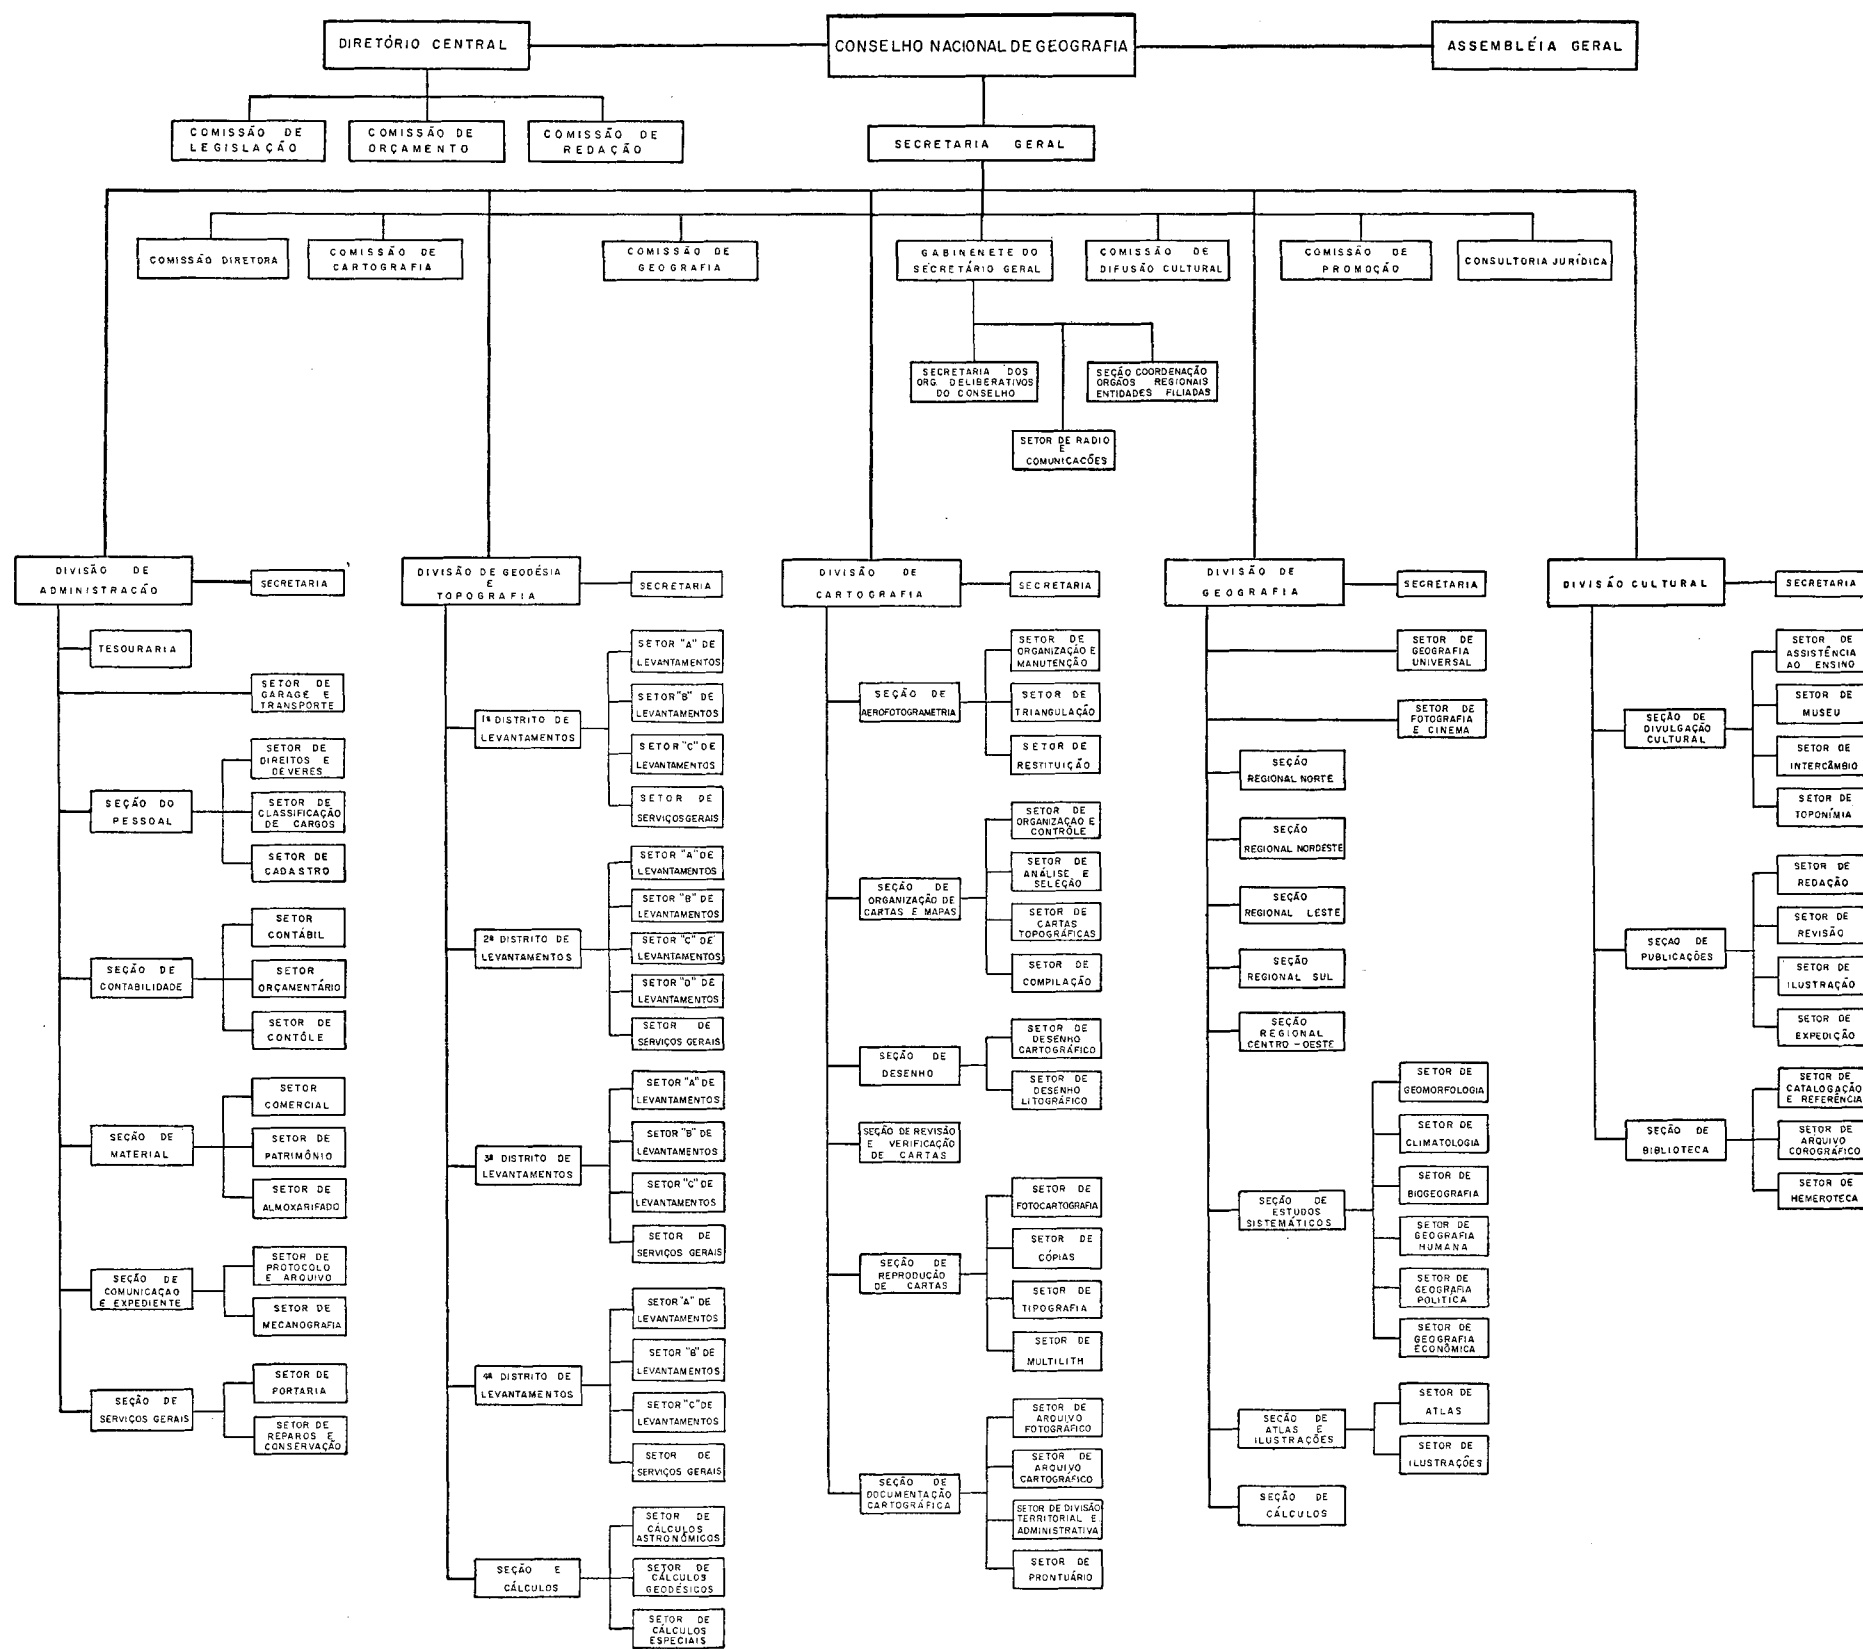 DIRETÓRIO CENTRAL
CONSELHO NACIONAL DE GEOGRAFIA
ASSEMBLÉIA GERAL
COMISSÃO DE
LEGISLAÇÃO
COMISSÃO DE
ORÇAMENTO
COMISSÃO DE
REDAÇÃO
SECRETARIA GERAL
COMISSÃO DIRETORA
COMISSÃO DE
CARTOGRAFIA
COMISSÃO DE
GEOGRAFIA
GABINENETE DO
SECRETÁRIO GERAL
COMISSÃO DE
DIFUSÃO CULTURAL
COMISSÃO DE
PROMOÇÃO
CONSULTORIA JURÍDICA
SECRETARIA DOS
ORG. DELIBERATIVOS
DO CONSELHO
SEÇÃO COORDENAÇÃO
ORGÃOS REGIONAIS
ENTIDADES FILIADAS
SETOR DE RADIO
E
COMUNICACÕES
DIVISÃO DE
ADMINISTRACÃO
SECRETARIA
TESOURARIA
SETOR DE
GARAGE E
TRANSPORTE
SEÇÃO DO
PESSOAL
SETOR DE
DIREITOS E
DEVERES
SETOR DE
CLASSIFICAÇÃO
DE CARGOS
SETOR DE
CADASTRO
SEÇÃO DE
CONTABILIDADE
SETOR
CONTÁBIL
SETOR
ORÇAMENTÁRIO
SETOR DE
CONTÔLE
SEÇÃO DE
MATERIAL
SETOR
COMERCIAL
SETOR DE
PATRIMÔNIO
SETOR DE
ALMOXARIFADO
SEÇÃO DE
COMUNICAÇÃO
E EXPEDIENTE
SETOR DE
PROTOCOLO
E ARQUIVO
SETOR DE
MECANOGRAFIA
SEÇÃO DE
SERVIÇOS GERAIS
SETOR DE
PORTARIA
SETOR DE
REPAROS E
CONSERVAÇÃO
DIVISÃO DE GEODÉSIA
E
TOPOGRAFIA
SECRETARIA
1º DISTRITO DE
LEVANTAMENTOS
SETOR "A" DE
LEVANTAMENTOS
SETOR "B" DE
LEVANTAMENTOS
SETOR "C" DE
LEVANTAMENTOS
SETOR DE
SERVIÇOS GERAIS
2º DISTRITO DE
LEVANTAMENTOS
SETOR "A" DE
LEVANTAMENTOS
SETOR "B" DE
LEVANTAMENTOS
SETOR "C" DE
LEVANTAMENTOS
SETOR "D" DE
LEVANTAMENTOS
SETOR DE
SERVIÇOS GERAIS
3º DISTRITO DE
LEVANTAMENTOS
SETOR "A" DE
LEVANTAMENTOS
SETOR "B" DE
LEVANTAMENTOS
SETOR "C" DE
LEVANTAMENTOS
SETOR DE
SERVIÇOS GERAIS
4º DISTRITO DE
LEVANTAMENTOS
SETOR "A" DE
LEVANTAMENTOS
SETOR "B" DE
LEVANTAMENTOS
SETOR "C" DE
LEVANTAMENTOS
SETOR DE
SERVIÇOS GERAIS
SEÇÃO E
CÁLCULOS
SETOR DE
CÁLCULOS
ASTRONÔMICOS
SETOR DE
CÁLCULOS
GEODÉSICOS
SETOR DE
CÁLCULOS
ESPECIAIS
DIVISÃO DE
CARTOGRAFIA
SECRETARIA
SEÇÃO DE
AEROFOTOGRAMETRIA
SETOR DE
ORGANIZAÇÃO E
MANUTENÇÃO
SETOR DE
TRIANGULAÇÃO
SETOR DE
RESTITUIÇÃO
SEÇÃO DE
ORGANIZAÇÃO DE
CARTAS E MAPAS
SETOR DE
ORGANIZAÇÃO E
CONTRÔLE
SETOR DE
ANÁLISE E
SELEÇÃO
SETOR DE
CARTAS
TOPOGRÁFICAS
SETOR DE
COMPILAÇÃO
SEÇÃO DE
DESENHO
SETOR DE
DESENHO
CARTOGRÁFICO
SETOR DE
DESENHO
LITOGRÁFICO
SEÇÃO DE REVISÃO
E VERIFICAÇÃO
DE CARTAS
SEÇÃO DE
REPRODUÇÃO
DE CARTAS
SETOR DE
FOTOCARTOGRAFIA
SETOR DE
CÓPIAS
SETOR DE
TIPOGRAFIA
SETOR DE
MULTILITH
SEÇÃO DE
DOCUMENTAÇÃO
CARTOGRÁFICA
SETOR DE
ARQUIVO
FOTOGRÁFICO
SETOR DE
ARQUIVO
CARTOGRÁFICO
SETOR DE DIVISÃO
TERRITORIAL E
ADMINISTRATIVA
SETOR DE
PRONTUÁRIO
DIVISÃO DE
GEOGRAFIA
SECRETARIA
SETOR DE
GEOGRAFIA
UNIVERSAL
SETOR DE
FOTOGRAFIA
E CINEMA
SEÇÃO
REGIONAL NORTE
SEÇÃO
REGIONAL NORDESTE
SEÇÃO
REGIONAL LESTE
SEÇÃO
REGIONAL SUL
SEÇÃO
REGIONAL
CENTRO - OESTE
SEÇÃO DE
ESTUDOS
SISTEMÁTICOS
SETOR DE
GEOMORFOLOGIA
SETOR DE
CLIMATOLOGIA
SETOR DE
BIOGEOGRAFIA
SETOR DE
GEOGRAFIA
HUMANA
SETOR DE
GEOGRAFIA
POLÍTICA
SETOR DE
GEOGRAFIA
ECONÔMICA
SEÇÃO DE
ATLAS E
ILUSTRAÇÕES
SETOR DE
ATLAS
SETOR DE
ILUSTRAÇÕES
SEÇÃO DE
CÁLCULOS
DIVISÃO CULTURAL
SECRETARIA
SEÇÃO DE
DIVULGAÇÃO
CULTURAL
SETOR DE
ASSISTÊNCIA
AO ENSINO
SETOR DE
MUSEU
SETOR DE
INTERCÂMBIO
SETOR DE
TOPONÍMIA
SEÇAO DE
PUBLICAÇÕES
SETOR DE
REDAÇÃO
SETOR DE
REVISÃO
SETOR DE
ILUSTRAÇÃO
SETOR DE
EXPEDIÇÃO
SEÇÃO DE
BIBLIOTECA
SETOR DE
CATALOGAÇÃO
E REFERÊNCIA
SETOR DE
ARQUIVO
COROGRÁFICO
SETOR DE
HEMEROTECA